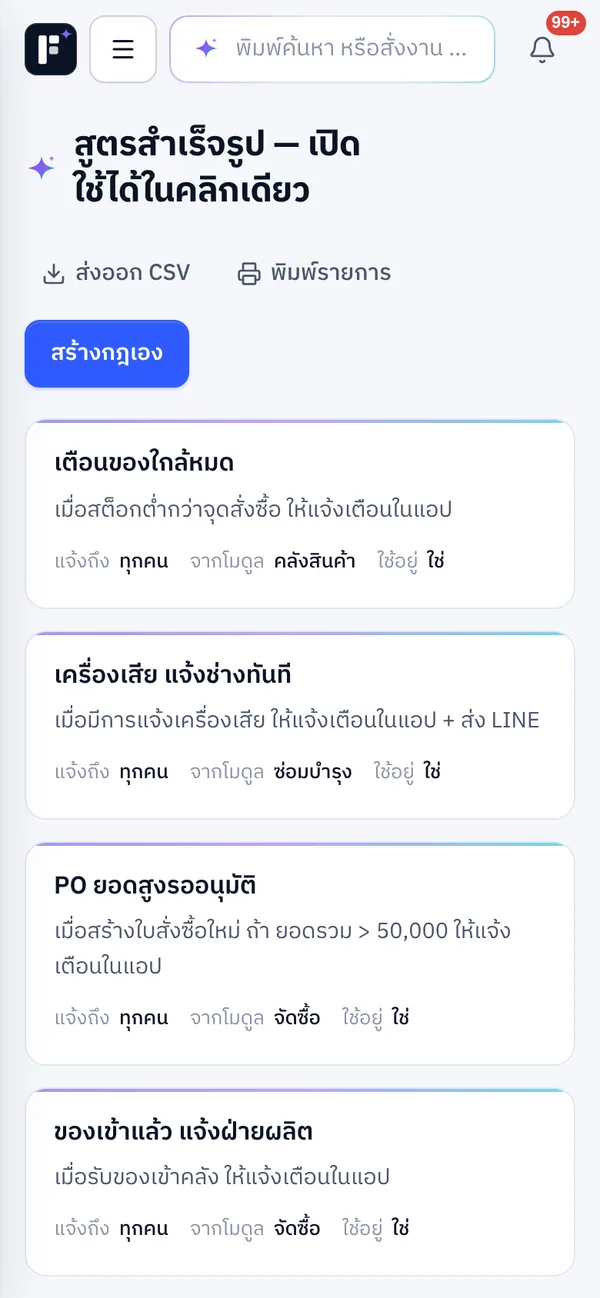 F
พิมพ์ค้นหา หรือสั่งงาน ...
99+
สูตรสำเร็จรูป — เปิด
ใช้ได้ในคลิกเดียว
ส่งออก CSV
พิมพ์รายการ
สร้างกฎเอง
เตือนของใกล้หมด
เมื่อสต็อกต่ำกว่าจุดสั่งซื้อ ให้แจ้งเตือนในแอป
แจ้งถึง ทุกคน จากโมดูล คลังสินค้า ใช้อยู่ ใช่
เครื่องเสีย แจ้งช่างทันที
เมื่อมีการแจ้งเครื่องเสีย ให้แจ้งเตือนในแอป + ส่ง LINE
แจ้งถึง ทุกคน จากโมดูล ซ่อมบำรุง ใช้อยู่ ใช่
PO ยอดสูงรออนุมัติ
เมื่อสร้างใบสั่งซื้อใหม่ ถ้า ยอดรวม > 50,000 ให้แจ้ง
เตือนในแอป
แจ้งถึง ทุกคน จากโมดูล จัดซื้อ ใช้อยู่ ใช่
ของเข้าแล้ว แจ้งฝ่ายผลิต
เมื่อรับของเข้าคลัง ให้แจ้งเตือนในแอป
แจ้งถึง ทุกคน จากโมดูล จัดซื้อ ใช้อยู่ ใช่